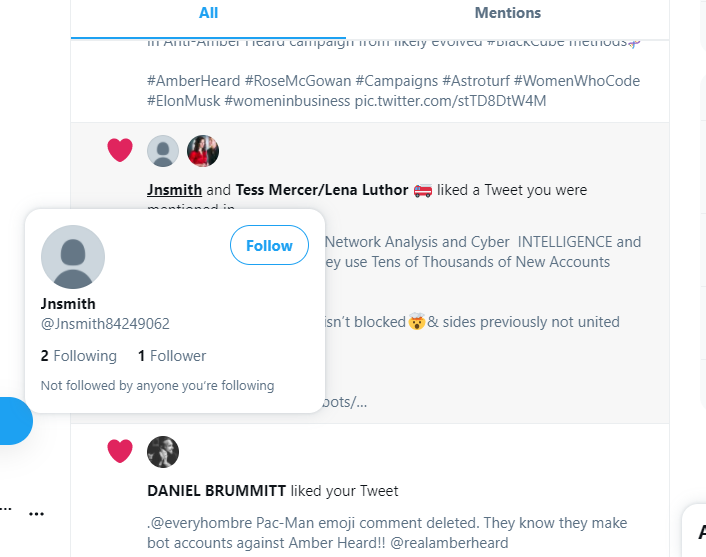 All
Mentions
in Anti-Amber Heard campaign from likely evolved #BlackCube methods
#AmberHeard #RoseMcGowan #Campaigns #Astroturf #WomenWhoCode
#ElonMusk #womeninbusiness pic.twitter.com/stTD8DtW4M
Jnsmith and Tess Mercer/Lena Luthor 🚒 liked a Tweet you were
mentioned in
Network Analysis and Cyber INTELLIGENCE and
ey use Tens of Thousands of New Accounts
isn't blocked🤯& sides previously not united
bots/...
Follow
Jnsmith
@Jnsmith84249062
2 Following 1 Follower
Not followed by anyone you're following
DANIEL BRUMMITT liked your Tweet
.@everyhombre Pac-Man emoji comment deleted. They know they make
bot accounts against Amber Heard!! @realamberheard